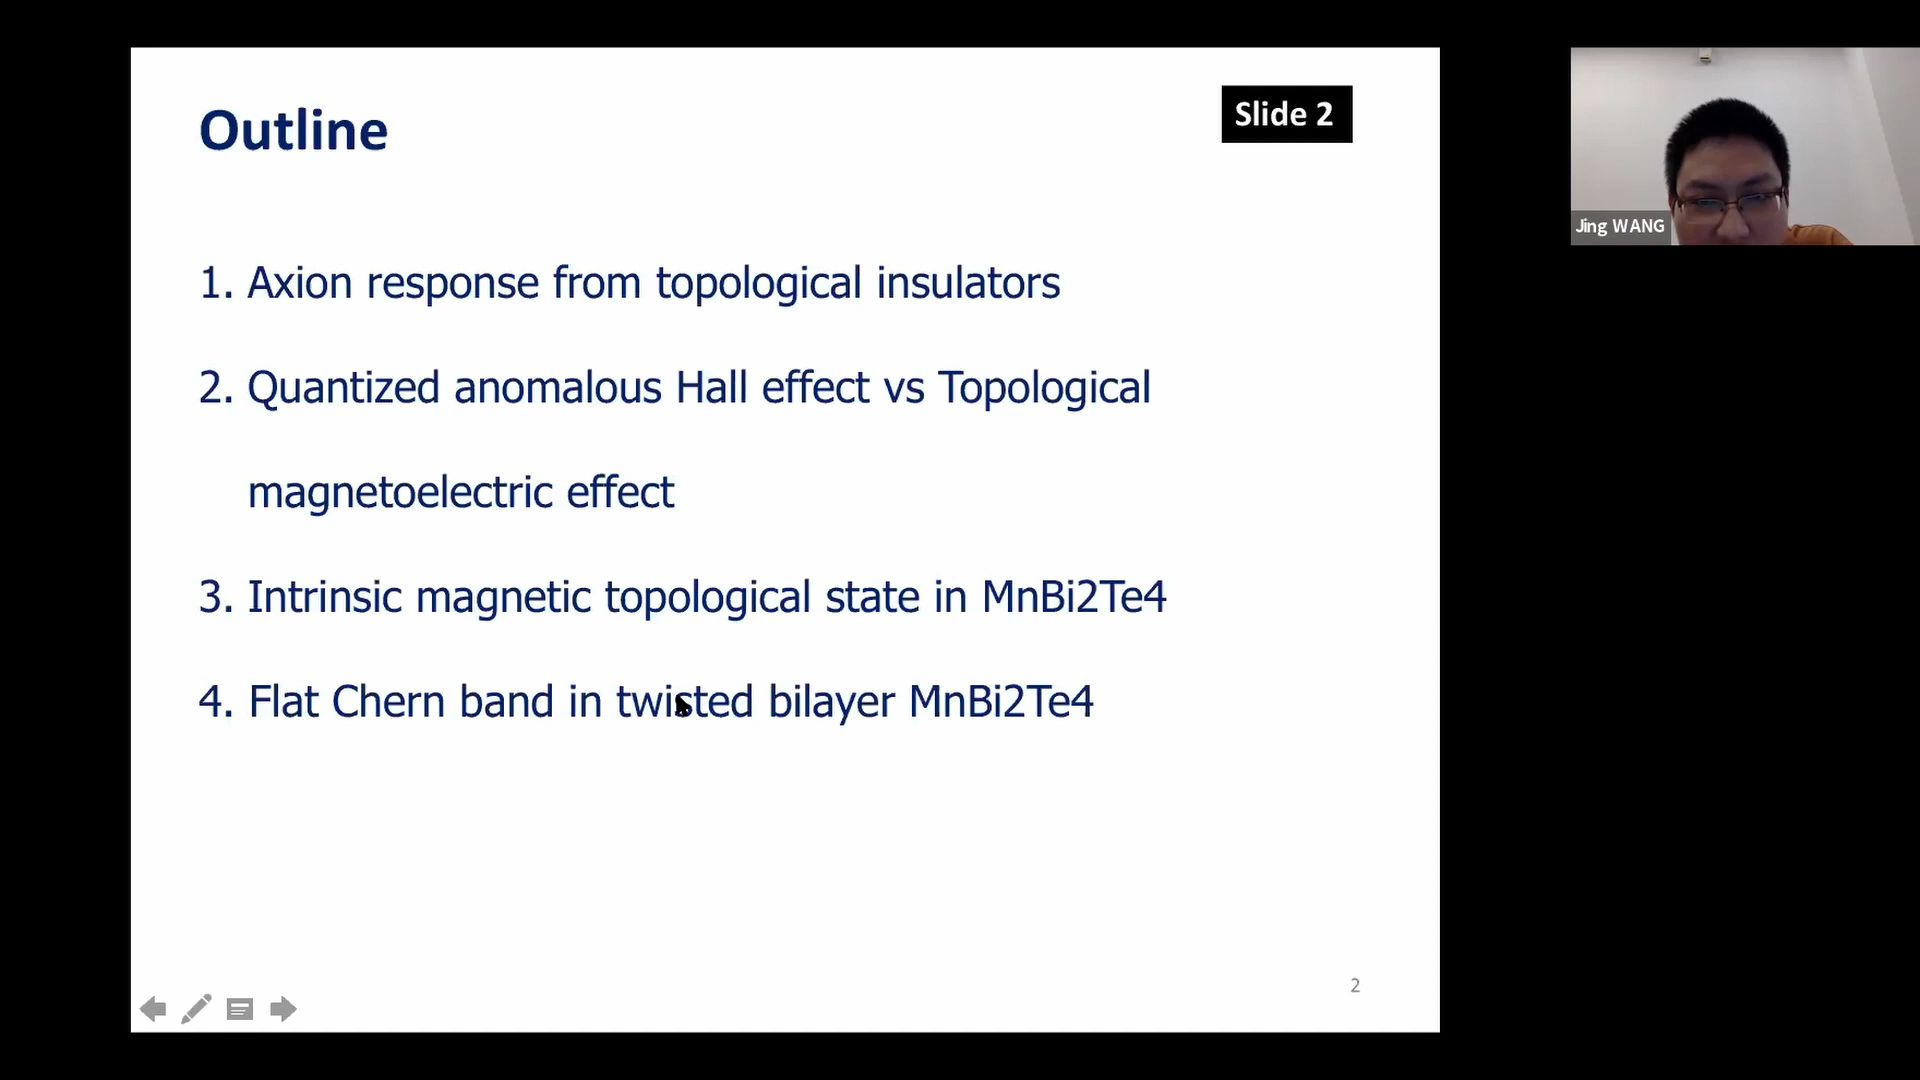 Outline
Slide 2
1. Axion response from topological insulators
2. Quantized anomalous Hall effect vs Topological
magnetoelectric effect
3. Intrinsic magnetic topological state in MnBi2Te4
4. Flat Chern band in twisted bilayer MnBi2Te4
2
Jing WANG